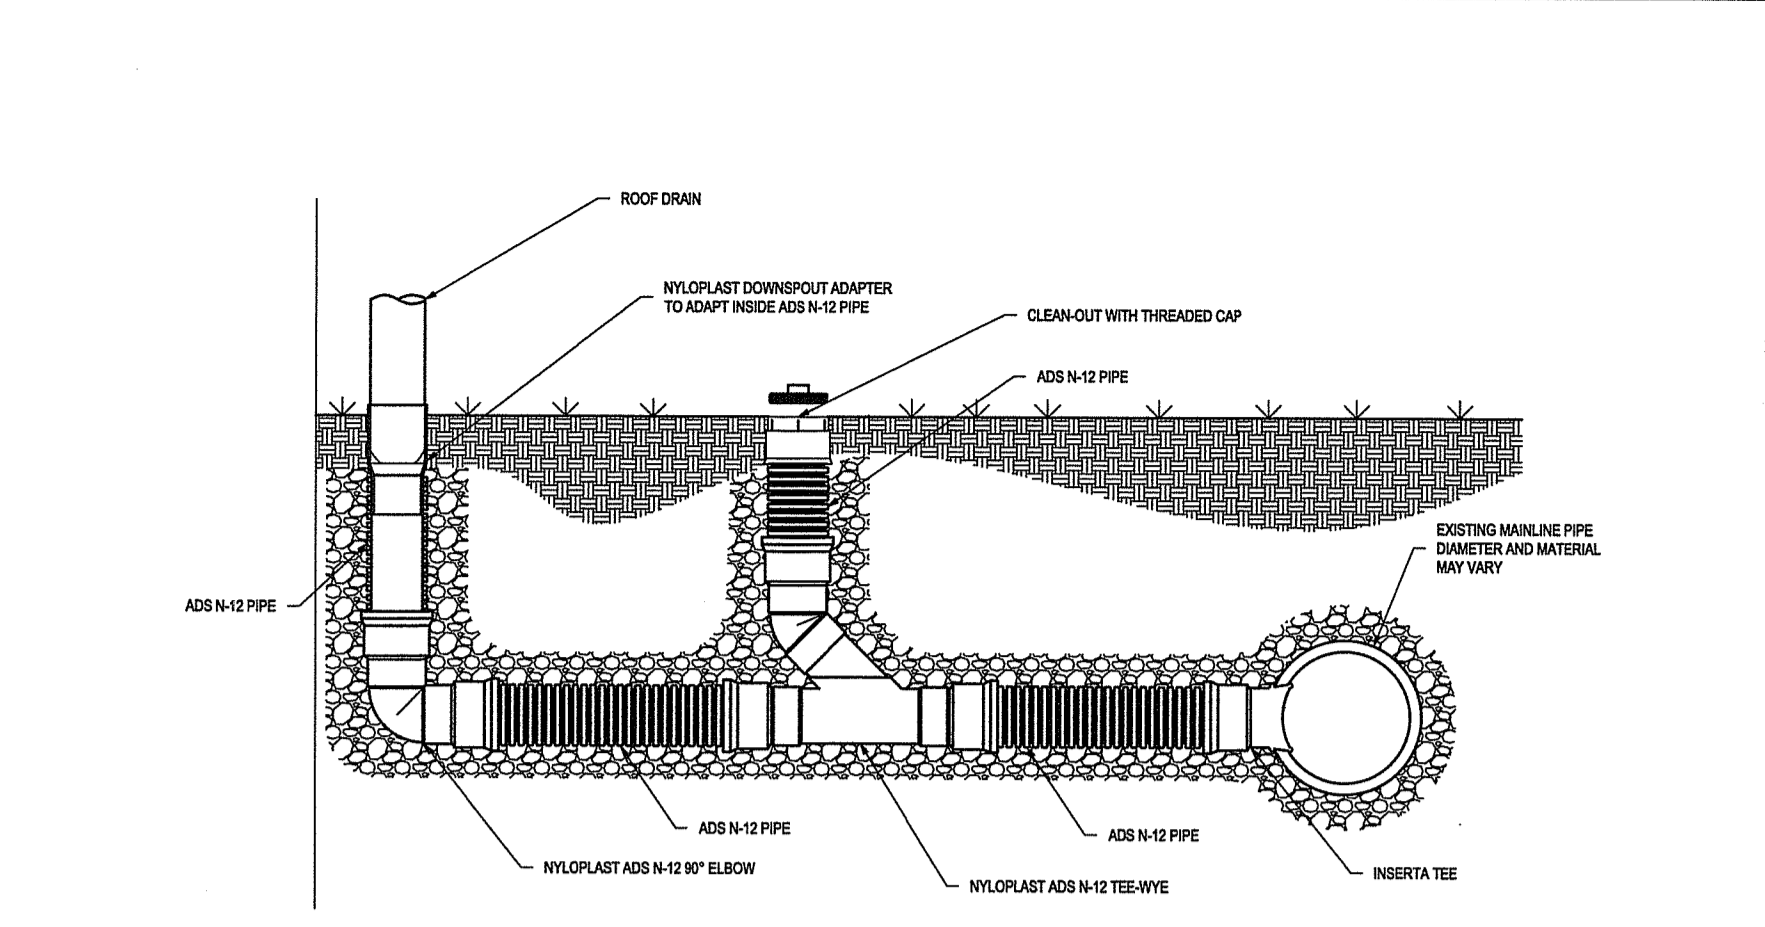 ROOF DRAIN
NYLOPLAST DOWNSPOUT ADAPTER
TO ADAPT INSIDE ADS N-12 PIPE
CLEAN-OUT WITH THREADED CAP
ADS N-12 PIPE
EXISTING MAINLINE PIPE
DIAMETER AND MATERIAL
MAY VARY
ADS N-12 PIPE
ADS N-12 PIPE
ADS N-12 PIPE
NYLOPLAST ADS N-12 90° ELBOW
INSERTA TEE
NYLOPLAST ADS N-12 TEE-WYE